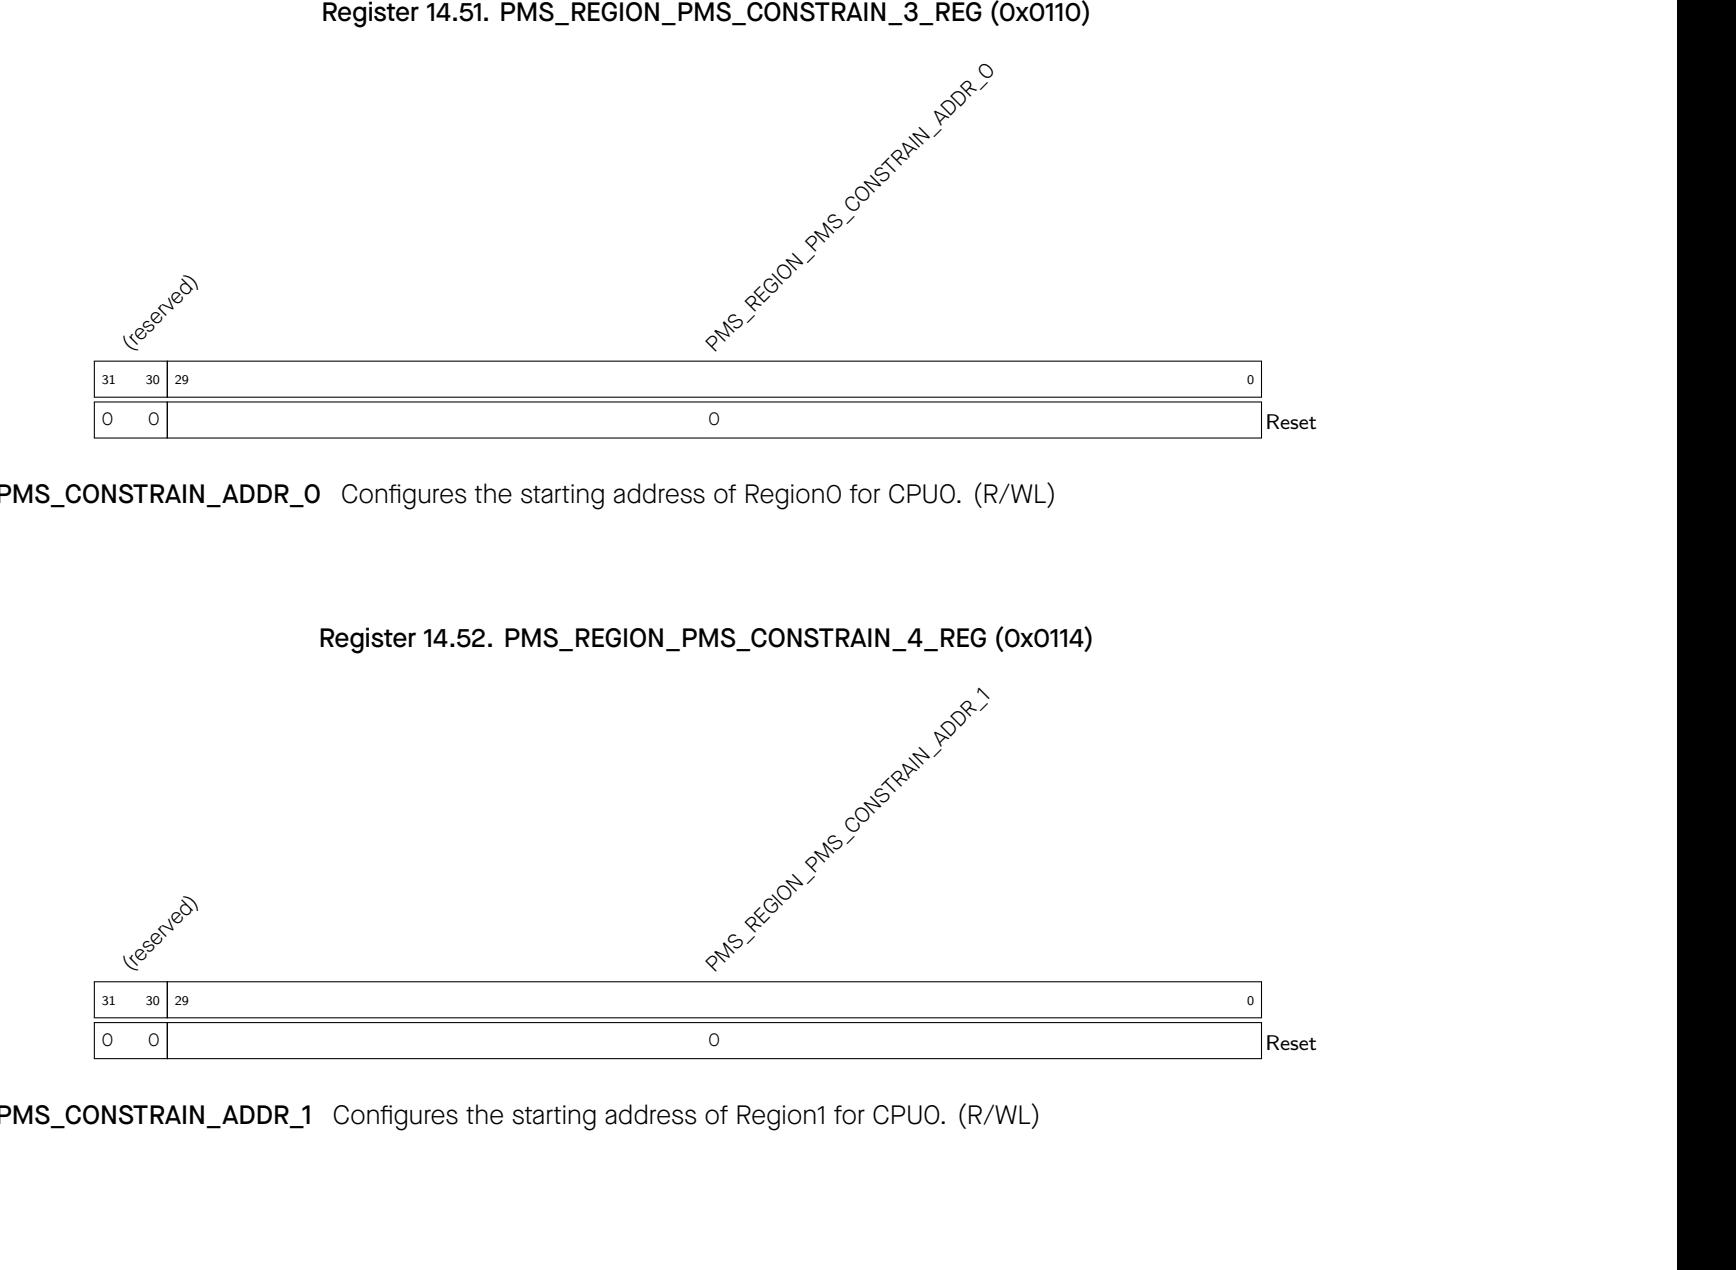 Register 14.51. PMS_REGION_PMS_CONSTRAIN_3_REG (0x0110)
PMS_REGION_PMS_CONSTRAIN_ADDR_0
(reserved)
31 30 29 0
0 0 0 Reset
PMS_CONSTRAIN_ADDR_0 Configures the starting address of Region0 for CPU0. (R/WL)
Register 14.52. PMS_REGION_PMS_CONSTRAIN_4_REG (0x0114)
PMS_REGION_PMS_CONSTRAIN_ADDR_1
(reserved)
31 30 29 0
0 0 0 Reset
PMS_CONSTRAIN_ADDR_1 Configures the starting address of Region1 for CPU0. (R/WL)